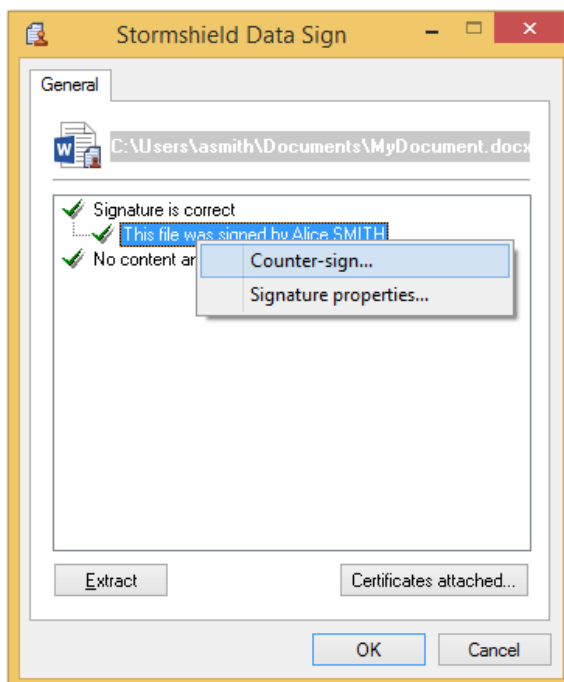 Stormshield Data Sign
General
C:\Users\asmith\Documents\MyDocument.docx
Signature is correct
This file was signed by Alice SMITH
No content
Counter-sign...
Signature properties...
Extract
Certificates attached...
OK
Cancel